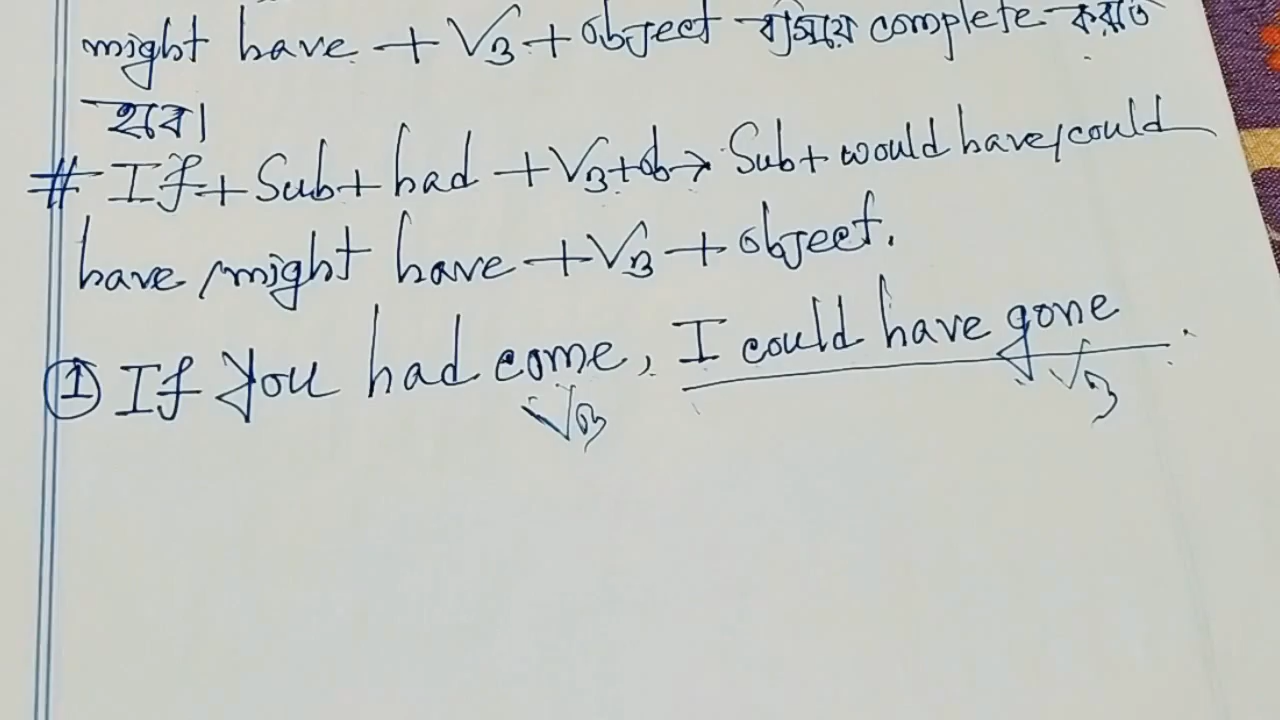 might have + V3 + object বসিয়ে complete করতে
হবে।
# If + Sub + had + V3 + ob → Sub + would have/could
have/might have + V3 + object.
① If you had come, I could have gone.
V3 V3